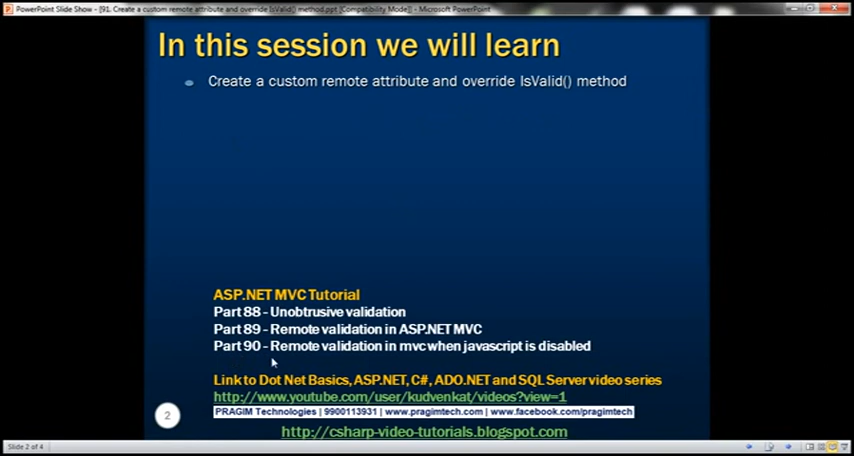 PowerPoint Slide Show - [91. Create a custom remote attribute and override IsValid() method.ppt [Compatibility Mode]] - Microsoft PowerPoint
In this session we will learn
Create a custom remote attribute and override IsValid() method
ASP.NET MVC Tutorial
Part 88 - Unobtrusive validation
Part 89 - Remote validation in ASP.NET MVC
Part 90 - Remote validation in mvc when javascript is disabled
Link to Dot Net Basics, ASP.NET, C#, ADO.NET and SQL Server video series
http://www.youtube.com/user/kudvenkat/videos?view=1
2
PRAGIM Technologies | 9900113931 | www.pragimtech.com | www.facebook.com/pragimtech
http://csharp-video-tutorials.blogspot.com
Slide 2 of 4